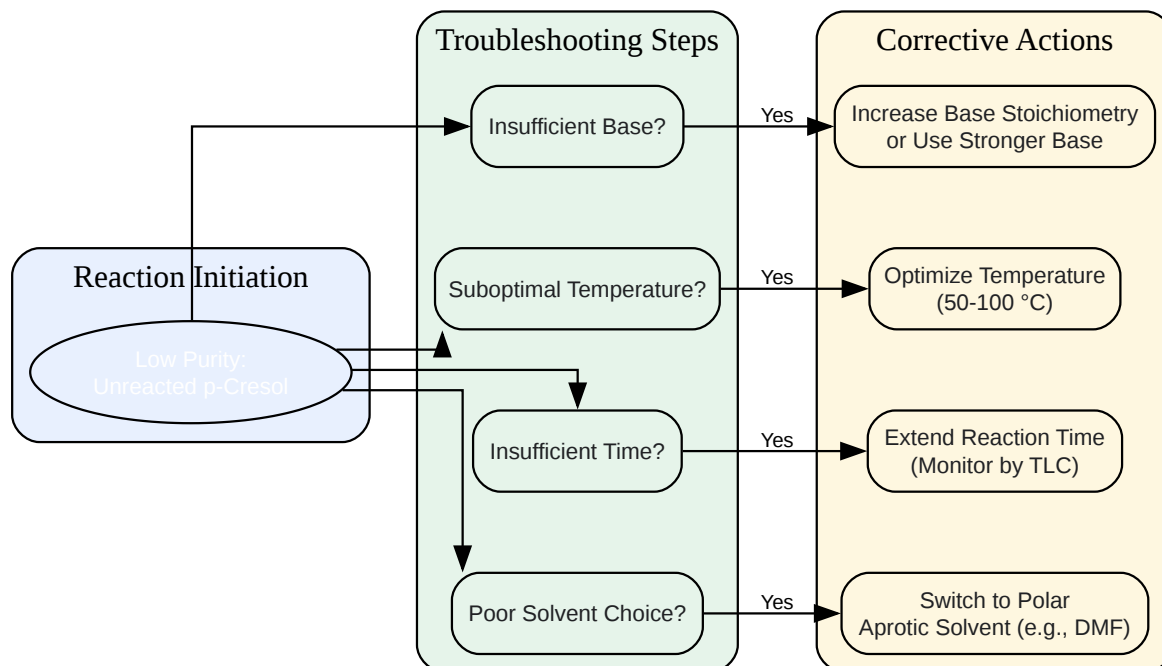 Reaction Initiation
Low Purity:
Unreacted p-Cresol
Troubleshooting Steps
Insufficient Base?
Suboptimal Temperature?
Insufficient Time?
Poor Solvent Choice?
Yes
Yes
Yes
Yes
Corrective Actions
Increase Base Stoichiometry
or Use Stronger Base
Optimize Temperature
(50-100 °C)
Extend Reaction Time
(Monitor by TLC)
Switch to Polar
Aprotic Solvent (e.g., DMF)